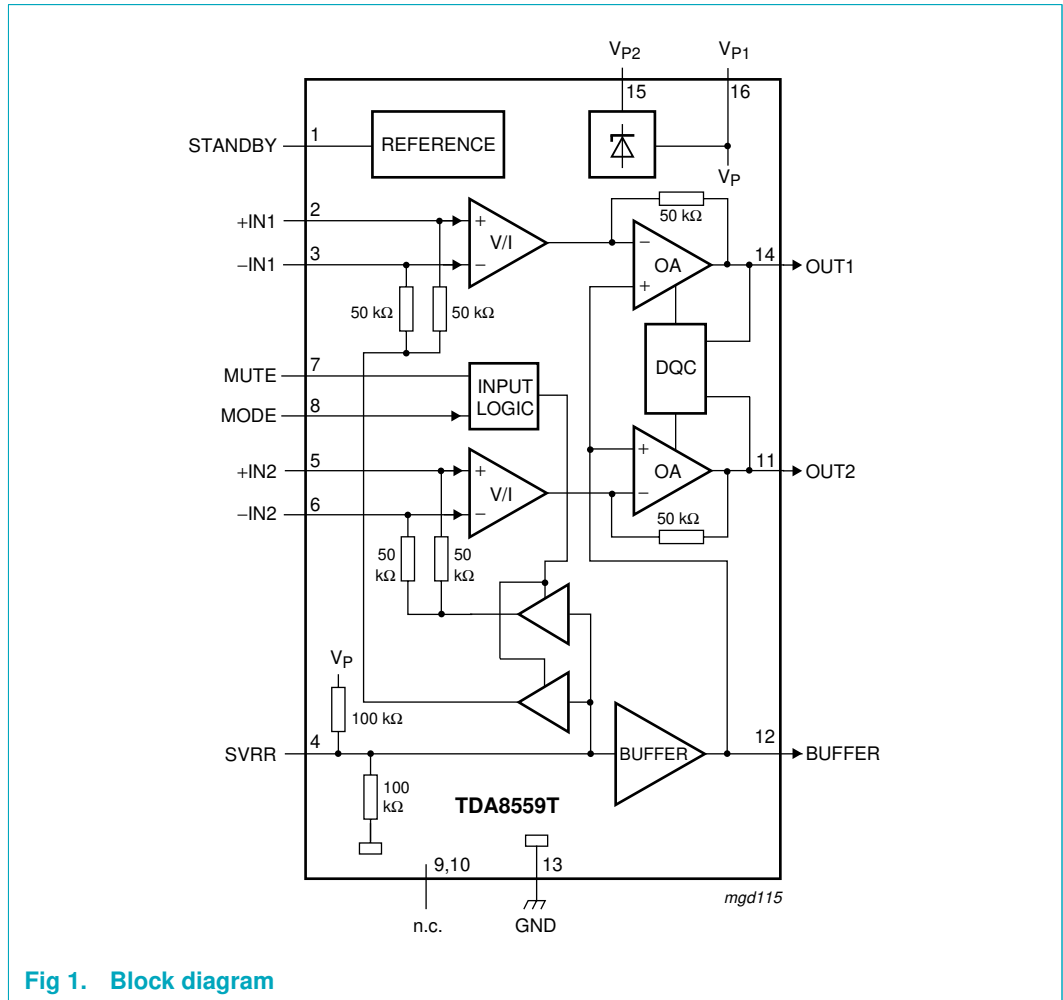 VP2
VP1
15
16
STANDBY
1
REFERENCE
VP
+IN1
2
+
V/I
−
50 kΩ
−
OA
+
14
OUT1
−IN1
3
50 kΩ
50 kΩ
MUTE
7
INPUT
LOGIC
DQC
MODE
8
+IN2
5
+
V/I
−
+
OA
−
11
OUT2
−IN2
6
50 kΩ
50
kΩ
50
kΩ
VP
100 kΩ
SVRR
4
BUFFER
12
BUFFER
100
kΩ
TDA8559T
9,10
13
mgd115
n.c.
GND
Fig 1. Block diagram